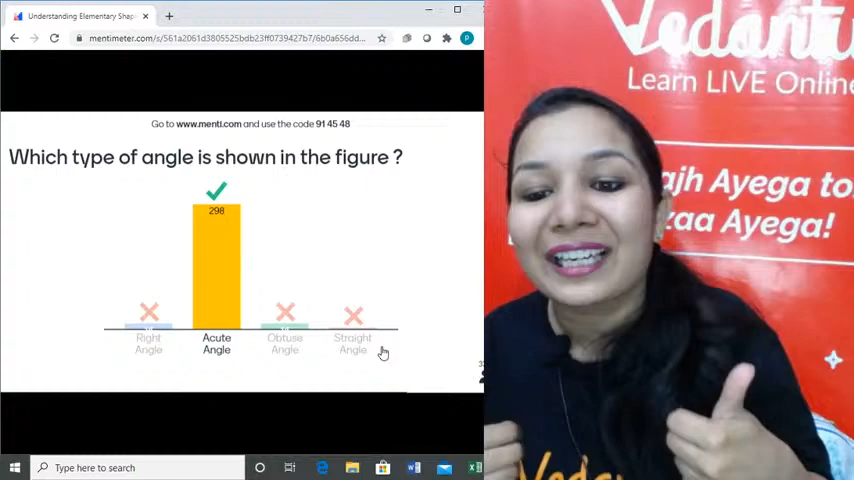 Understanding Elementary Shap
mentimeter.com/s/561a2061d3805525bdb23ff0739427b7/6b0a656dd...
P
Go to www.menti.com and use the code 91 45 48
Which type of angle is shown in the figure ?
298
Right Angle
Acute Angle
Obtuse Angle
Straight Angle
Type here to search
Vedantu
Learn LIVE Online
ajh Ayega to
zaa Ayega!
Vedan